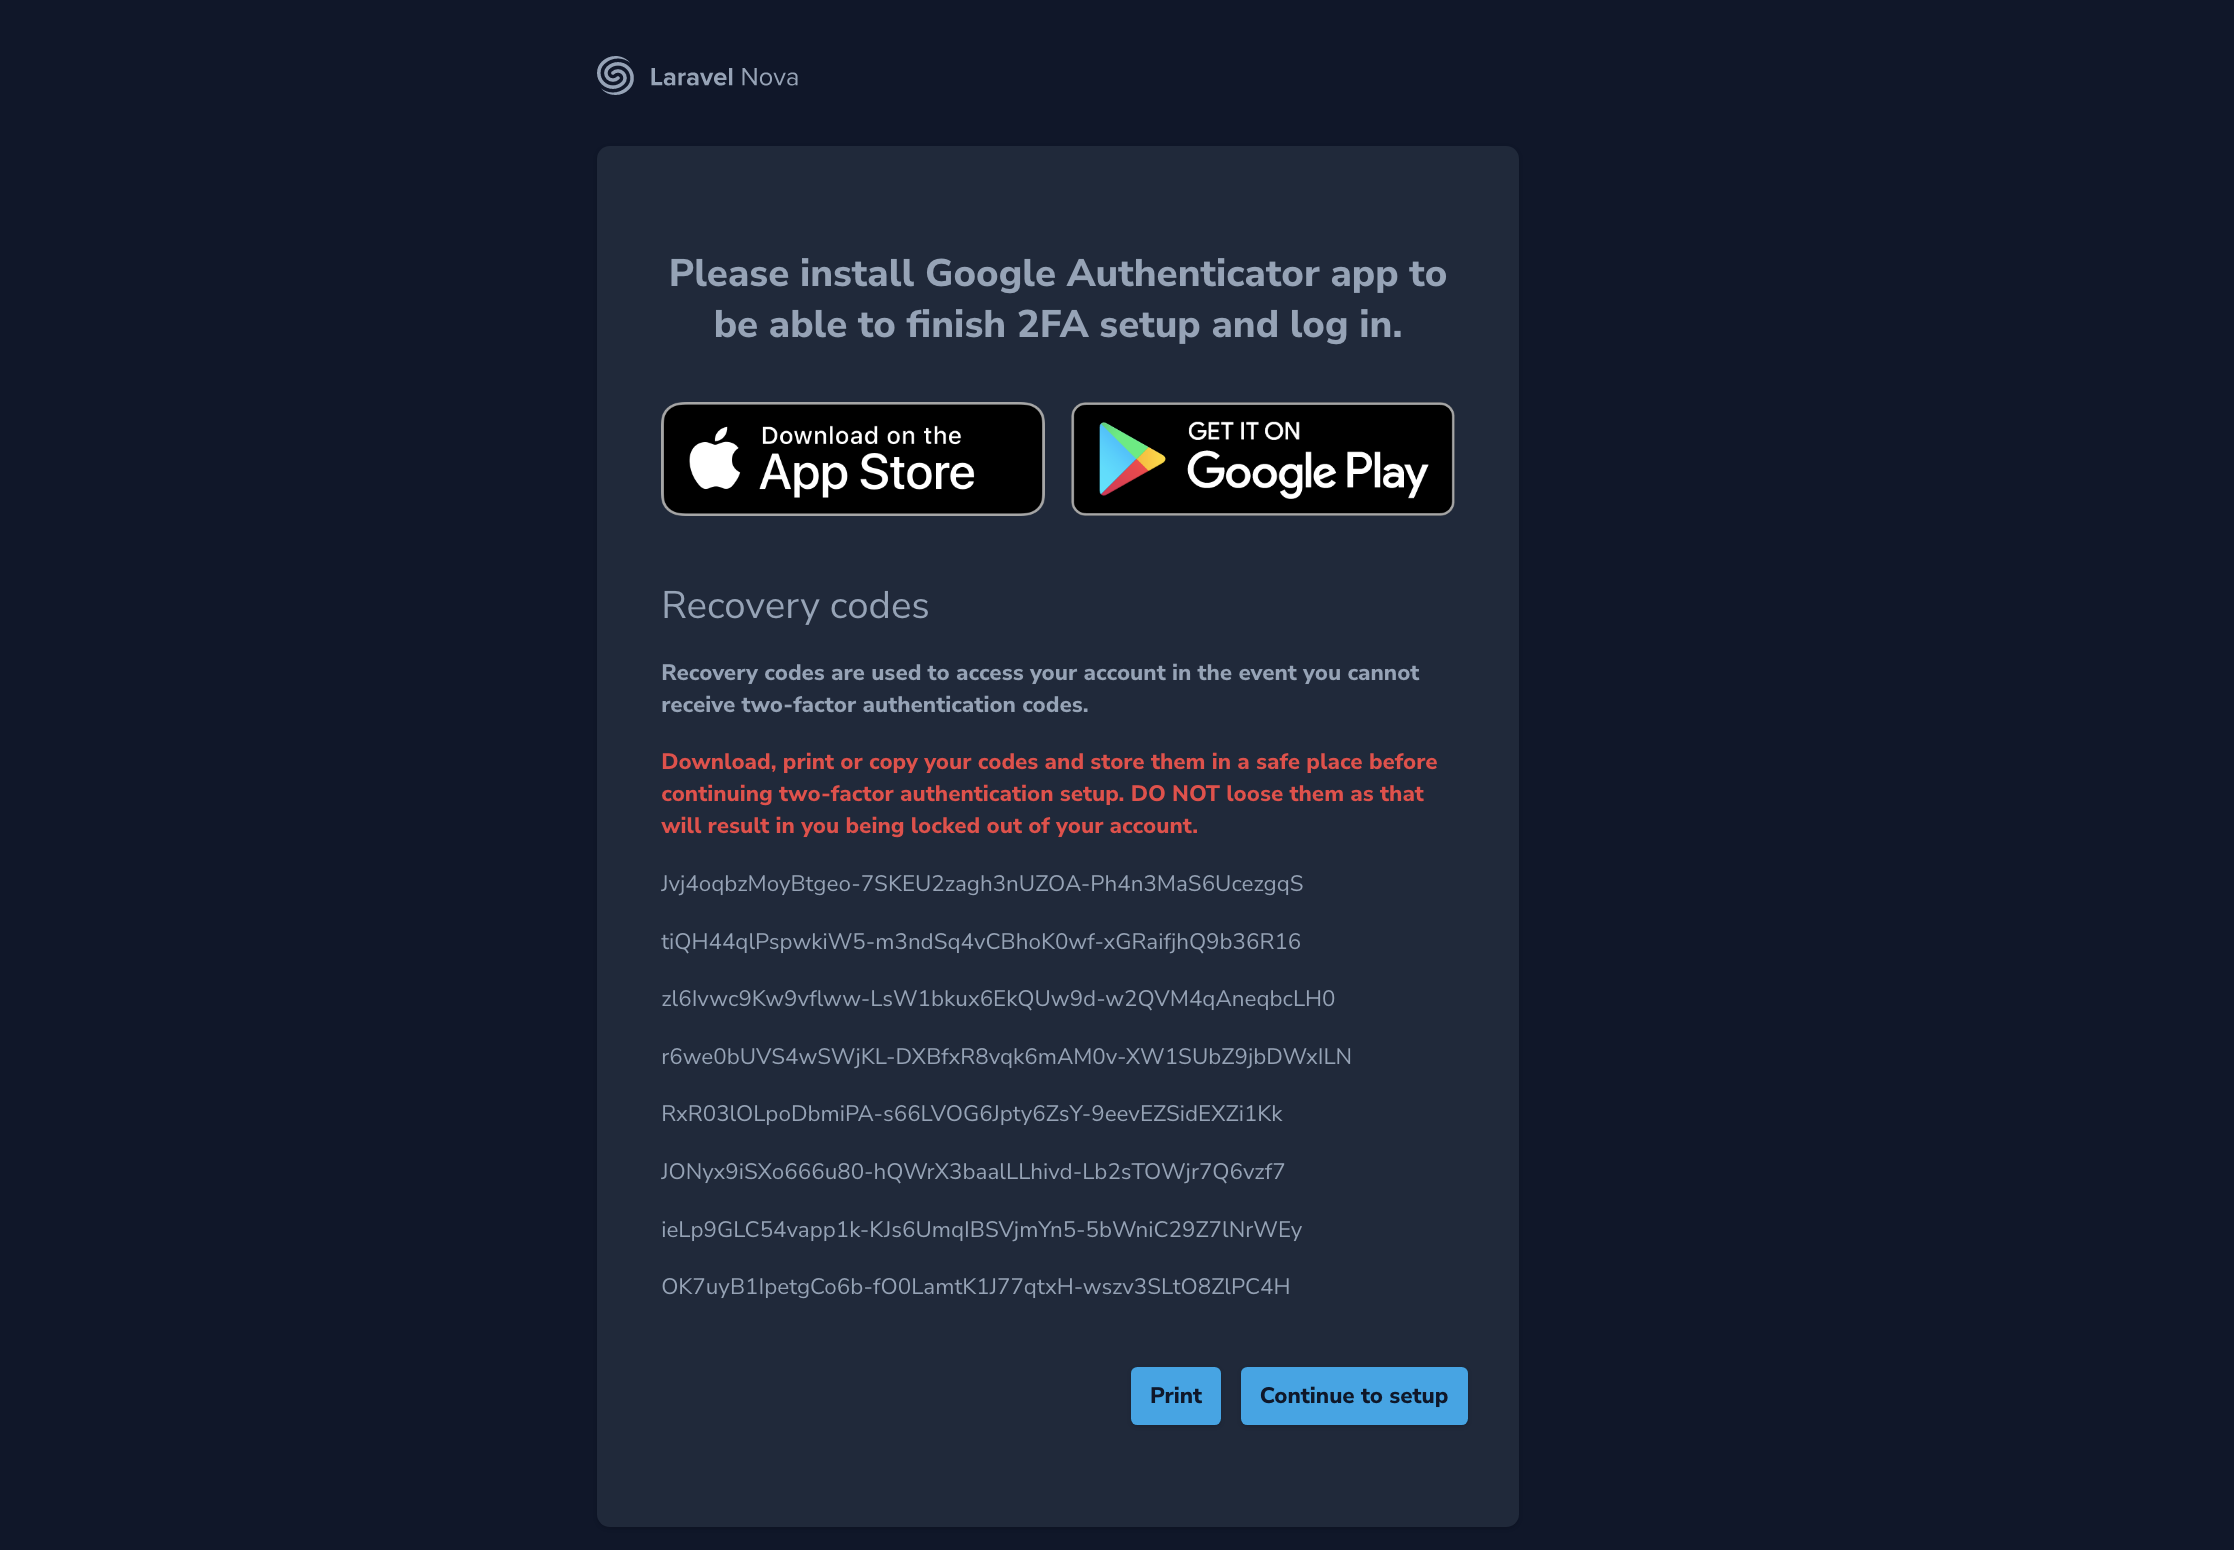 Laravel Nova
Please install Google Authenticator app to
be able to finish 2FA setup and log in.
Download on the
App Store
GET IT ON
Google Play
Recovery codes
Recovery codes are used to access your account in the event you cannot
receive two-factor authentication codes.
Download, print or copy your codes and store them in a safe place before
continuing two-factor authentication setup. DO NOT loose them as that
will result in you being locked out of your account.
Jvj4oqbzMoyBtgeo-7SKEU2zagh3nUZOA-Ph4n3MaS6UcezgqS
tiQH44qlPspwkiW5-m3ndSq4vCBhoK0wf-xGRaifjhQ9b36R16
zl6Ivwc9Kw9vflww-LsW1bkux6EkQUw9d-w2QVM4qAneqbcLH0
r6we0bUVS4wSWjKL-DXBfxR8vqk6mAM0v-XW1SUbZ9jbDWxILN
RxR03lOLpoDbmiPA-s66LVOG6Jpty6ZsY-9eevEZSidEXZi1Kk
JONyx9iSXo666u80-hQWrX3baalLLhivd-Lb2sTOWjr7Q6vzf7
ieLp9GLC54vapp1k-KJs6UmqIBSVjmYn5-5bWniC29Z7lNrWEy
OK7uyB1IpetgCo6b-fO0LamtK1J77qtxH-wszv3SLtO8ZlPC4H
Print
Continue to setup